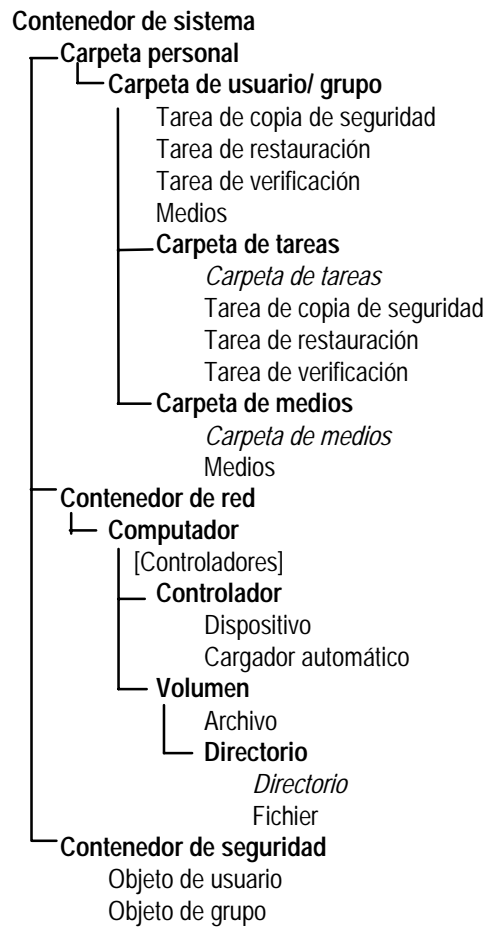 Contenedor de sistema
Carpeta personal
Carpeta de usuario/ grupo
Tarea de copia de seguridad
Tarea de restauración
Tarea de verificación
Medios
Carpeta de tareas
Carpeta de tareas
Tarea de copia de seguridad
Tarea de restauración
Tarea de verificación
Carpeta de medios
Carpeta de medios
Medios
Contenedor de red
Computador
[Controladores]
Controlador
Dispositivo
Cargador automático
Volumen
Archivo
Directorio
Directorio
Fichier
Contenedor de seguridad
Objeto de usuario
Objeto de grupo